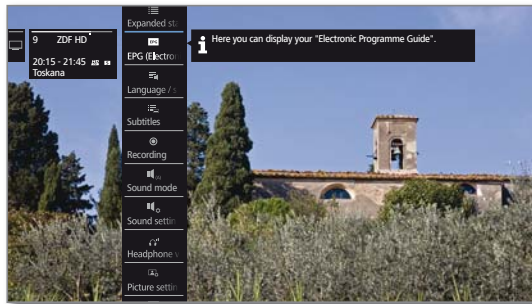 9 ZDF HD
20:15 - 21:45
Toskana
Expanded sta
EPG
EPG (Electron
Language / s
Subtitles
Recording
Sound mode
Sound settin
Headphone v
Picture settin
i Here you can display your "Electronic Programme Guide".